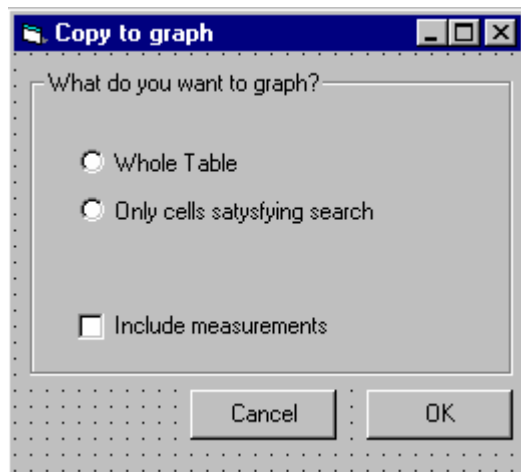 Copy to graph
What do you want to graph?
Whole Table
Only cells satysfying search
Include measurements
Cancel OK